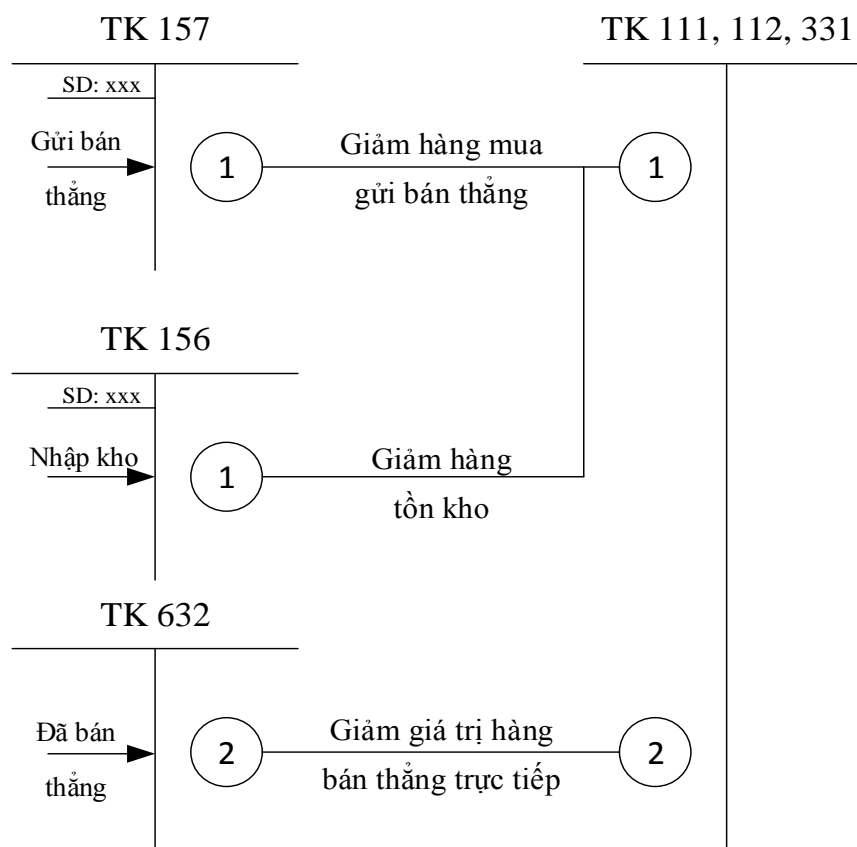 TK 157
TK 111, 112, 331
SD: xxx
Gửi bán
thẳng
1
Giảm hàng mua
gửi bán thẳng
1
TK 156
SD: xxx
Nhập kho
1
Giảm hàng
tồn kho
TK 632
Đã bán
thẳng
2
Giảm giá trị hàng
bán thẳng trực tiếp
2